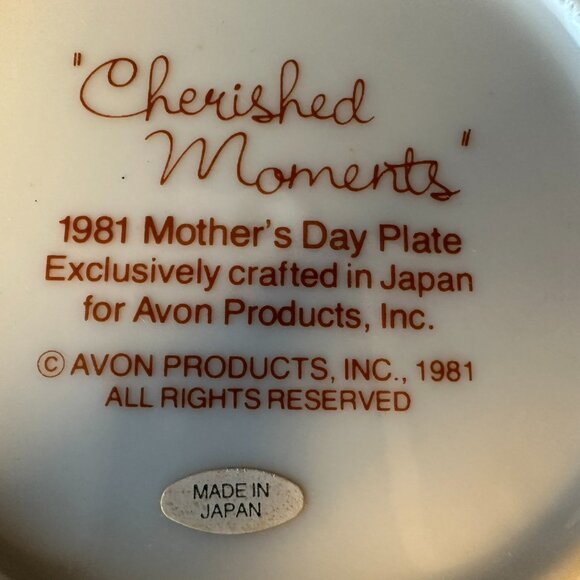 "Cherished
Moments"
1981 Mother's Day Plate
Exclusively crafted in Japan
for Avon Products, Inc.
© AVON PRODUCTS, INC., 1981
ALL RIGHTS RESERVED
MADE IN
JAPAN